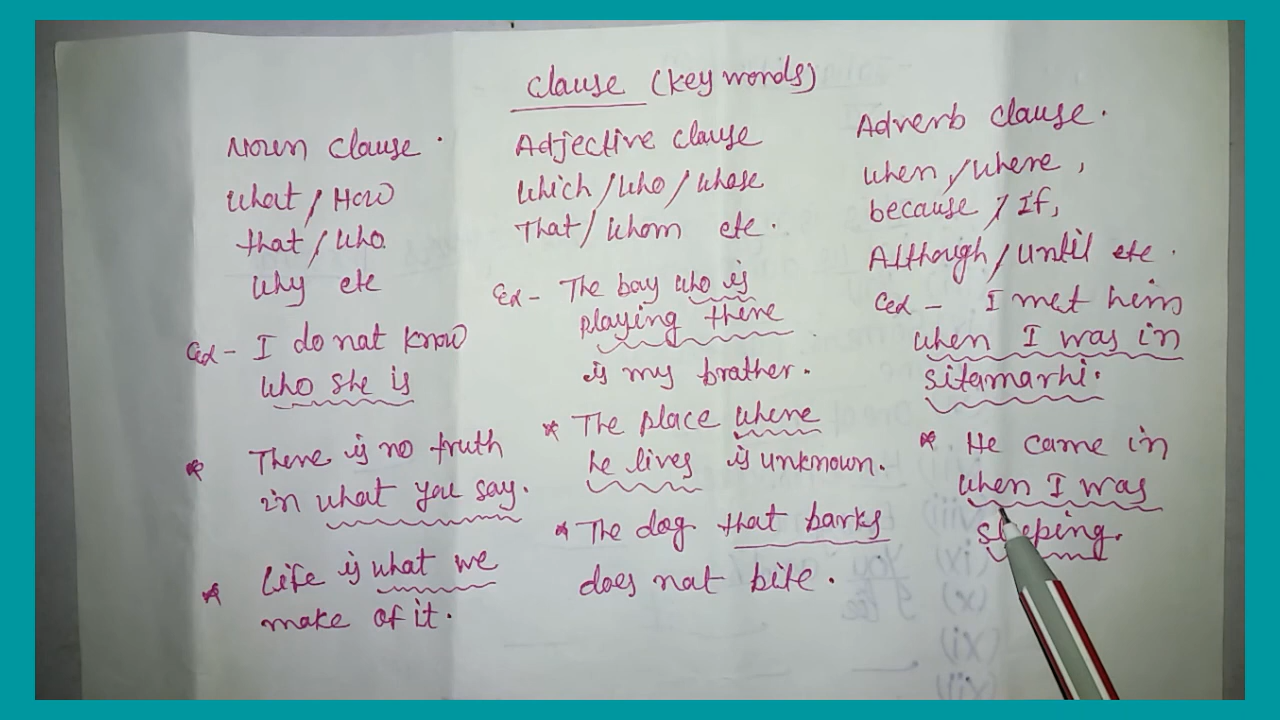 Clause (Key words)
Noun clause.
What / How
that / who
Why etc
Ex - I do not know
who she is
* There is no truth
in what you say.
* Life is what we
make of it.
Adjective clause
Which / Who / Whose
That / Whom etc.
Ex - The boy who is
playing there
is my brother.
* The place where
he lives is unknown.
* The dog that barks
does not bite.
Adverb clause.
When / Where,
because / If,
Although / Until etc.
Ex - I met him
when I was in
sitamarhi.
* He came in
when I was
sleeping.